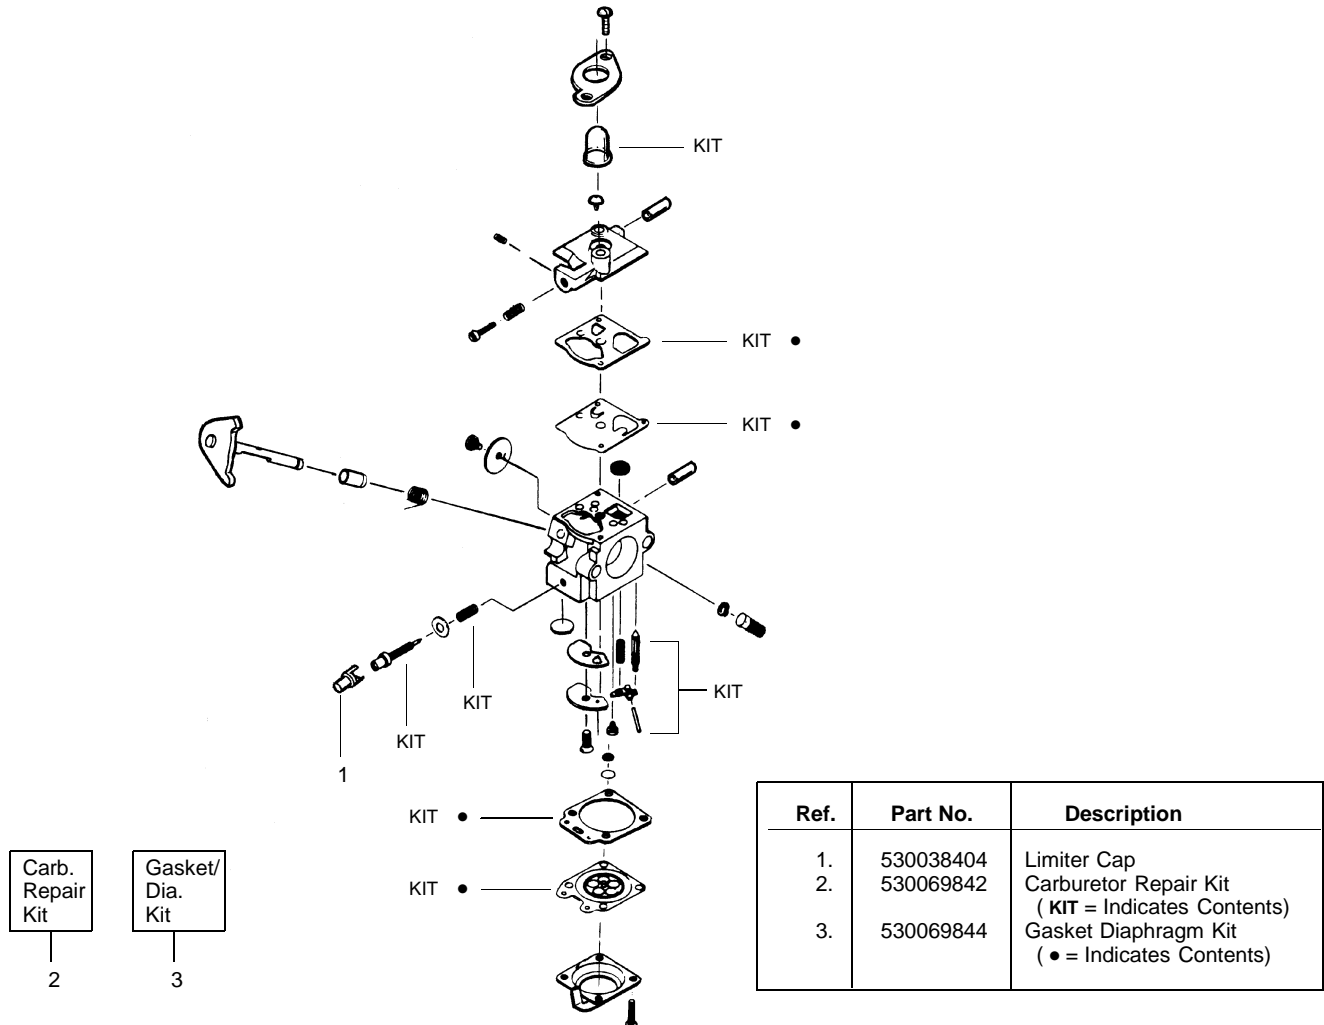 KIT
KIT ●
KIT ●
KIT
KIT
KIT
1
KIT ●
KIT ●
Carb.
Repair
Kit
2
Gasket/
Dia.
Kit
3
Ref. Part No. Description
1. 530038404 Limiter Cap
2. 530069842 Carburetor Repair Kit
( KIT = Indicates Contents)
3. 530069844 Gasket Diaphragm Kit
( ● = Indicates Contents)